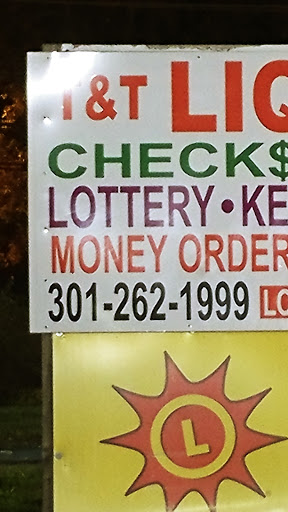 T&T LIQ
CHECK$
LOTTERY • KE
MONEY ORDER
301-262-1999 LO
L